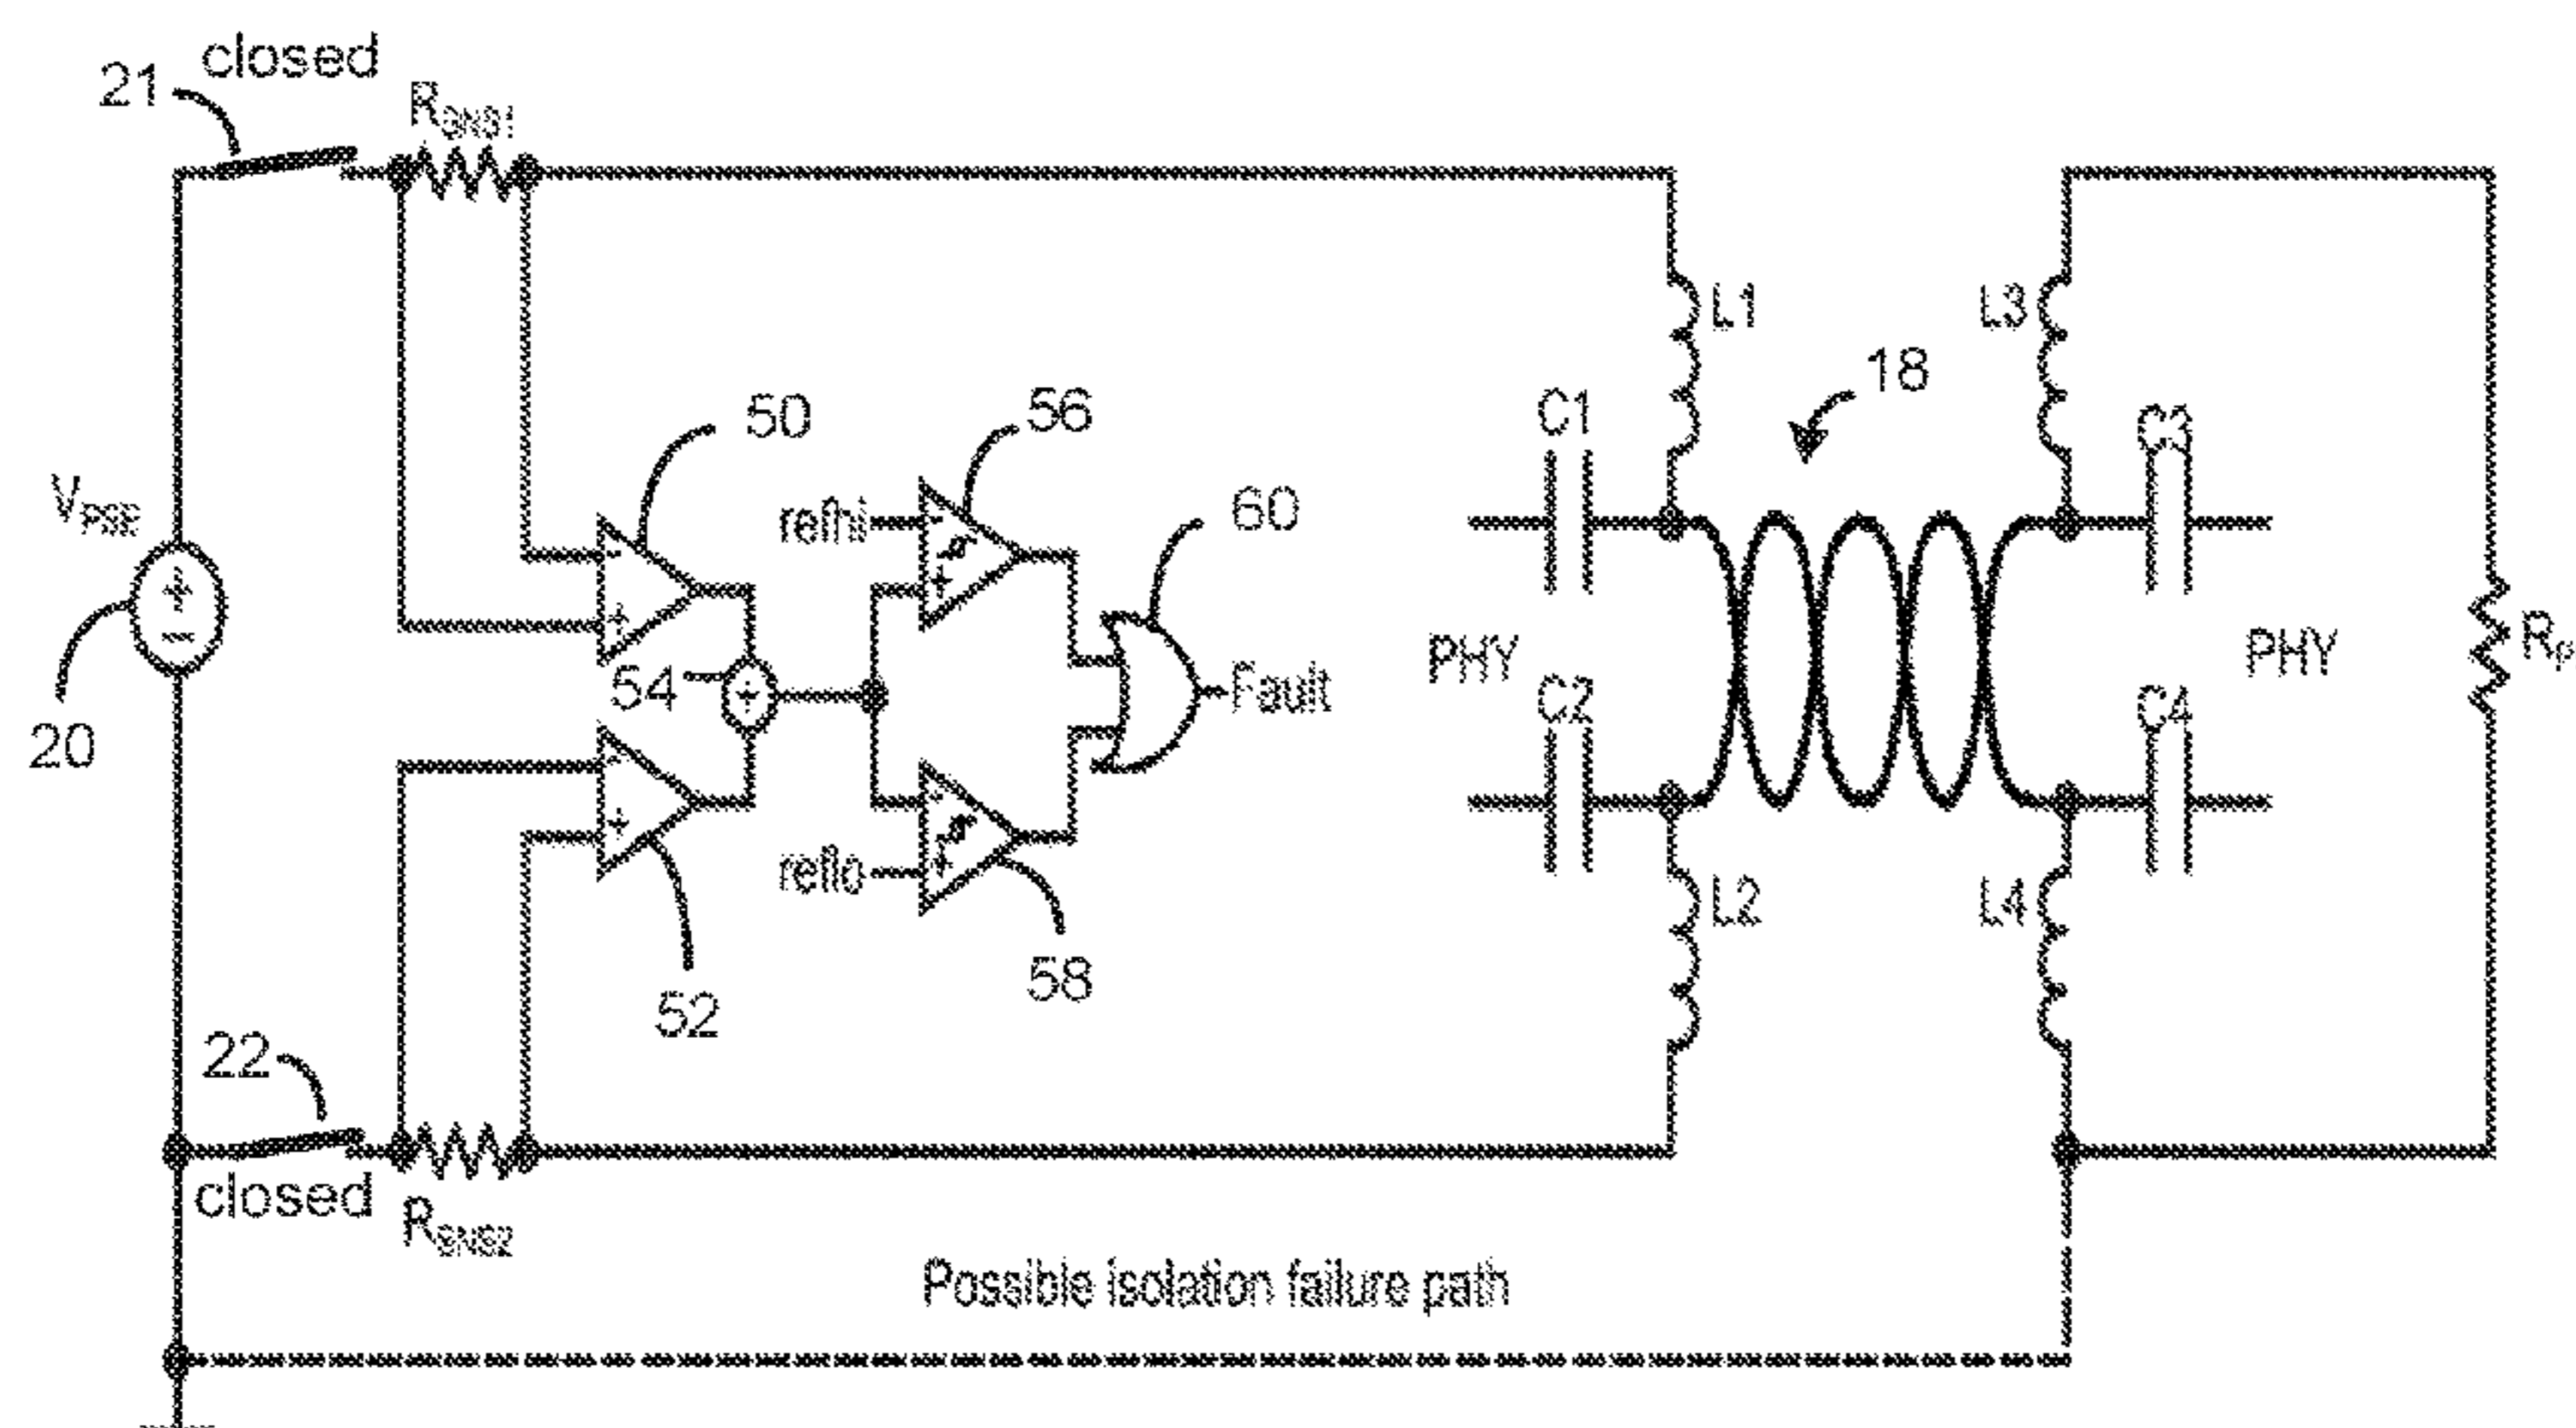 closed
21
RSNS1
L1
L3
18
C1
C3
50
56
60
VPSE
refhi
+
−
-
+
-
+
20
54
+
Fault
PHY
PHY
C2
C4
-
+
-
+
reflo
L2
L4
52
58
22
closed
RSNS2
Possible isolation failure path